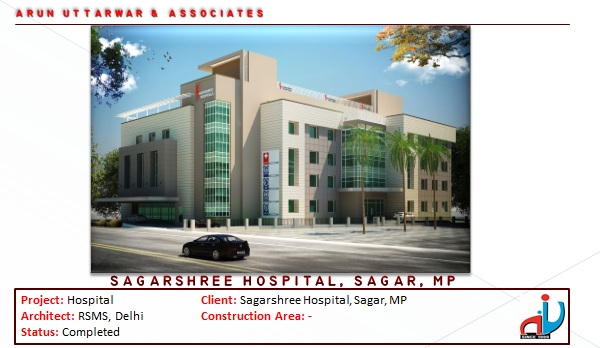 ARUN UTTARWAR & ASSOCIATES
SAGARSHREE HOSPITAL, SAGAR, MP
Project: Hospital
Client: Sagarshree Hospital, Sagar, MP
Architect: RSMS, Delhi
Construction Area: -
Status: Completed